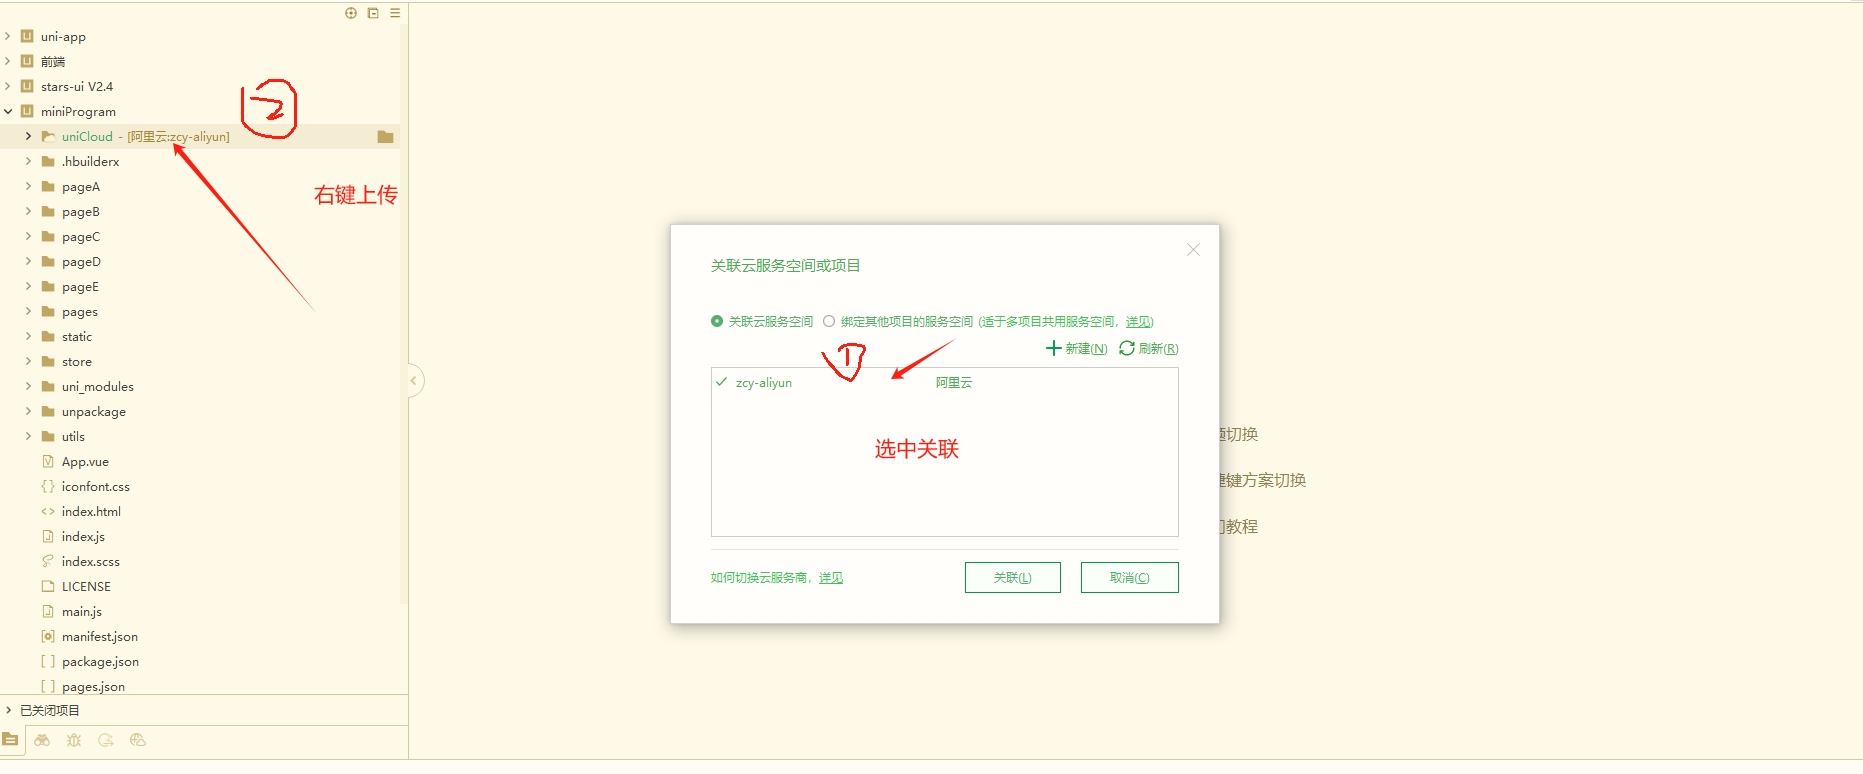 uni-app
前端
stars-ui V2.4
miniProgram
uniCloud - [阿里云:zcy-aliyun]
.hbuilderx
pageA
pageB
pageC
pageD
pageE
pages
static
store
uni_modules
unpackage
utils
App.vue
iconfont.css
index.html
index.js
index.scss
LICENSE
main.js
manifest.json
package.json
pages.json
已关闭项目
2
右键上传
关联云服务空间或项目
关联云服务空间 绑定其他项目的服务空间 (适于多项目共用服务空间，详见)
新建(N) 刷新(R)
1
zcy-aliyun 阿里云
选中关联
如何切换云服务商，详见
关联(L) 取消(C)
切换
键方案切换
教程